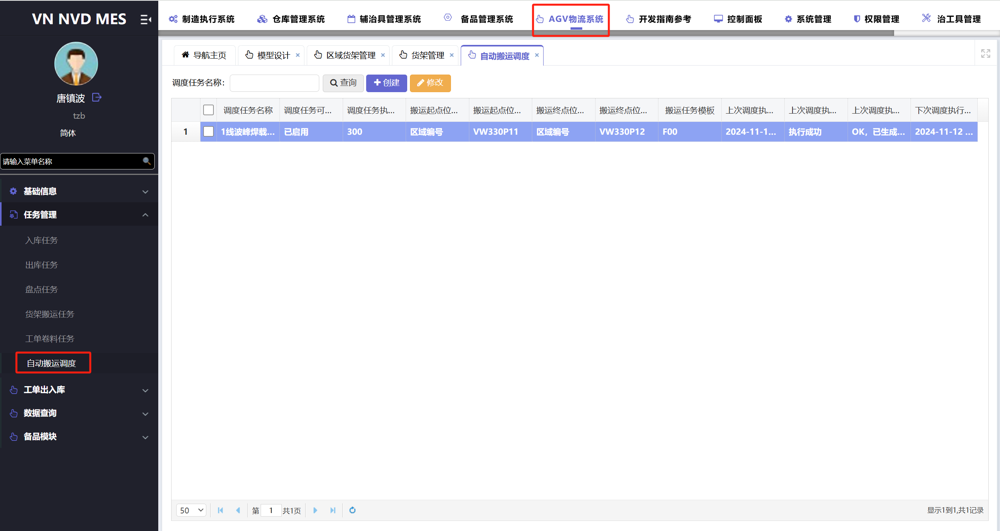 VN NVD MES
制造执行系统
仓库管理系统
辅治具管理系统
备品管理系统
AGV物流系统
开发指南参考
控制面板
系统管理
权限管理
治工具管理
唐镇波
tzb
简体
请输入菜单名称
基础信息
任务管理
入库任务
出库任务
盘点任务
货架搬运任务
工单卷料任务
自动搬运调度
工单出入库
数据查询
备品模块
导航主页
模型设计 ×
区域货架管理 ×
货架管理 ×
自动搬运调度 ×
调度任务名称:
查询
创建
修改
调度任务名称 调度任务可... 调度任务执... 搬运起点位... 搬运起点位... 搬运终点位... 搬运终点位... 搬运任务模板 上次调度执... 上次调度执... 上次调度执... 下次调度执行...
1 1线波峰焊载... 已启用 300 区域编号 VW330P11 区域编号 VW330P12 F00 2024-11-1... 执行成功 OK，已生成... 2024-11-12 ...
50 第 1 共1页
显示1到1,共1记录